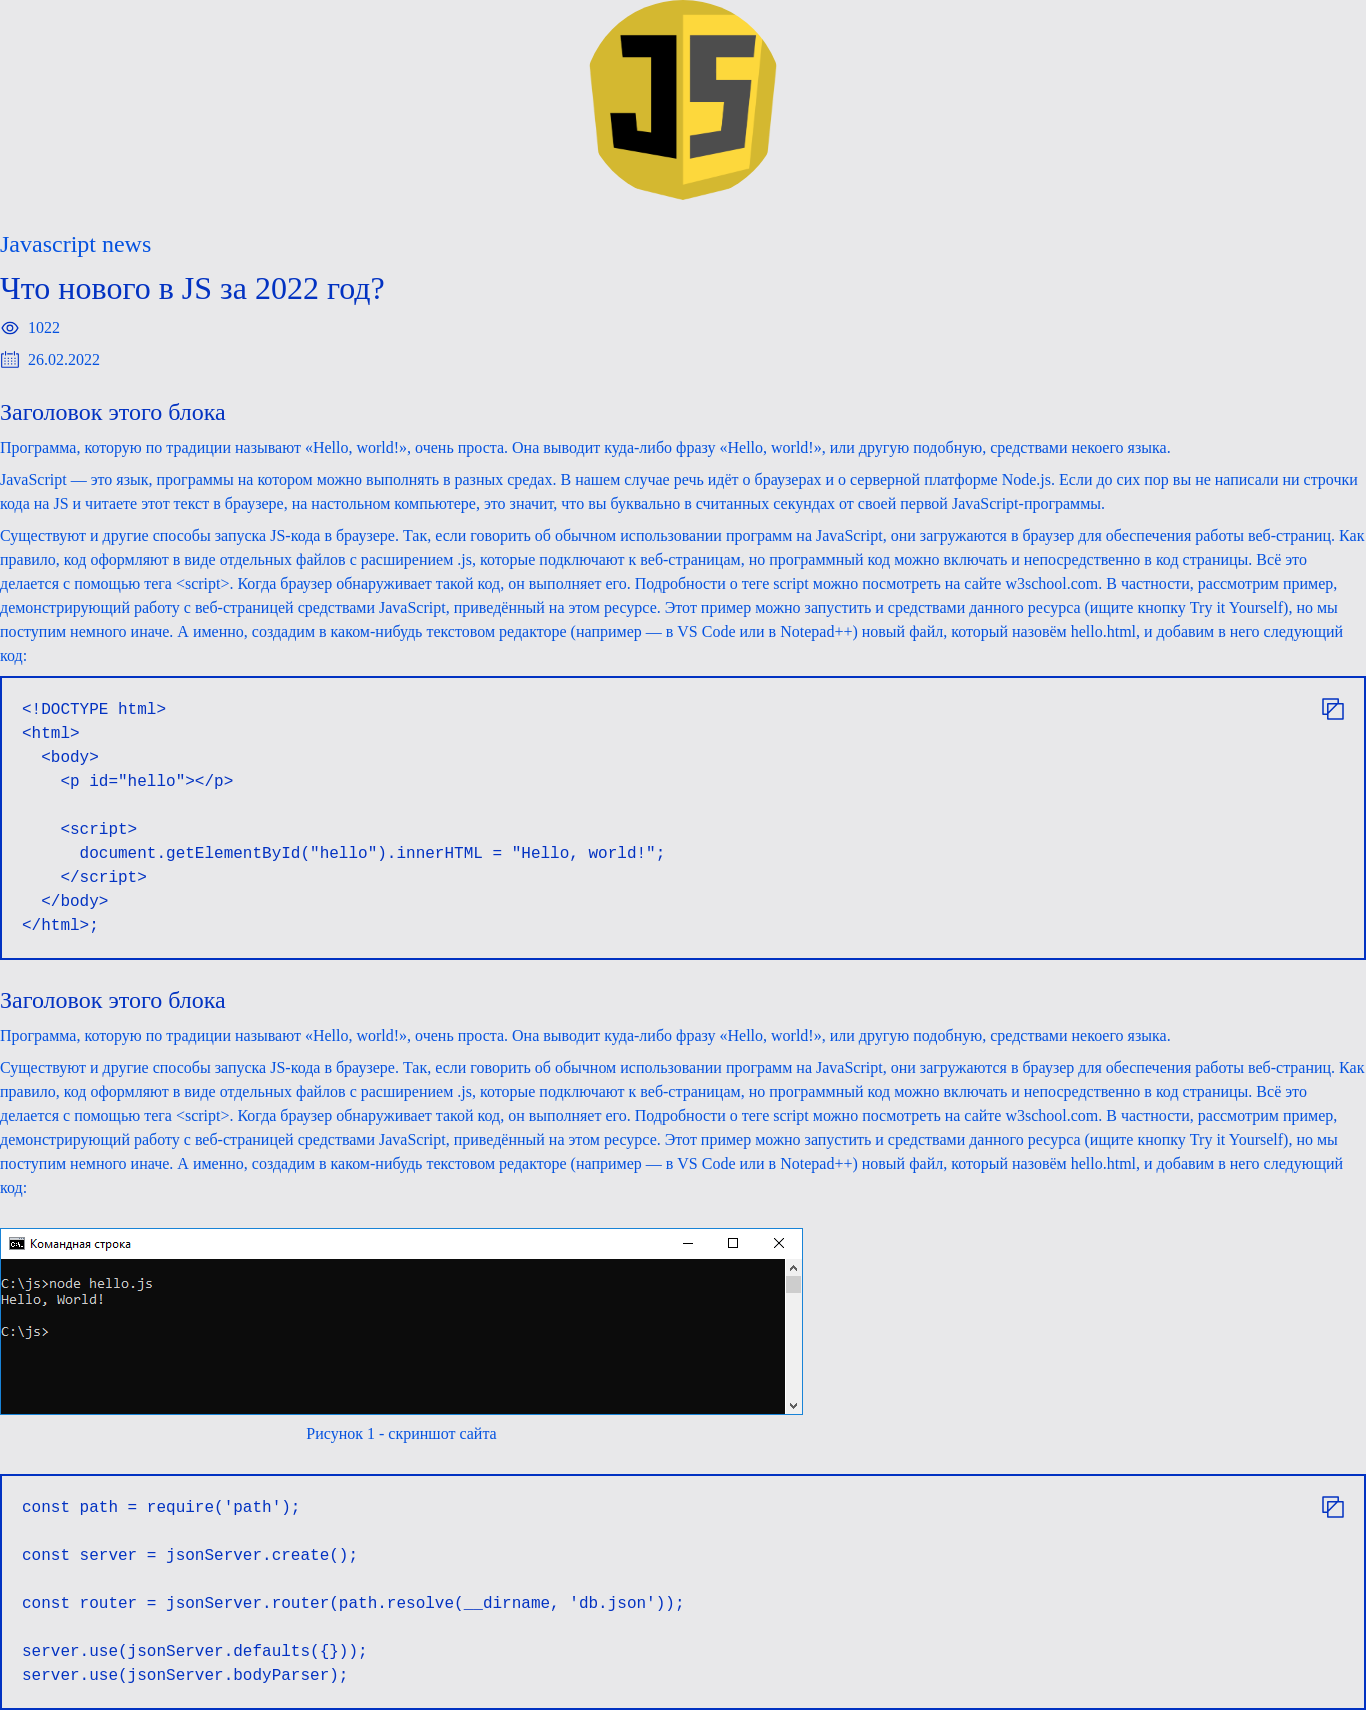 JS
Javascript news
Что нового в JS за 2022 год?
1022
26.02.2022
Заголовок этого блока
Программа, которую по традиции называют «Hello, world!», очень проста. Она выводит куда-либо фразу «Hello, world!», или другую подобную, средствами некоего языка.
JavaScript — это язык, программы на котором можно выполнять в разных средах. В нашем случае речь идёт о браузерах и о серверной платформе Node.js. Если до сих пор вы не написали ни строчки
кода на JS и читаете этот текст в браузере, на настольном компьютере, это значит, что вы буквально в считанных секундах от своей первой JavaScript-программы.
Существуют и другие способы запуска JS-кода в браузере. Так, если говорить об обычном использовании программ на JavaScript, они загружаются в браузер для обеспечения работы веб-страниц. Как
правило, код оформляют в виде отдельных файлов с расширением .js, которые подключают к веб-страницам, но программный код можно включать и непосредственно в код страницы. Всё это
делается с помощью тега <script>. Когда браузер обнаруживает такой код, он выполняет его. Подробности о теге script можно посмотреть на сайте w3school.com. В частности, рассмотрим пример,
демонстрирующий работу с веб-страницей средствами JavaScript, приведённый на этом ресурсе. Этот пример можно запустить и средствами данного ресурса (ищите кнопку Try it Yourself), но мы
поступим немного иначе. А именно, создадим в каком-нибудь текстовом редакторе (например — в VS Code или в Notepad++) новый файл, который назовём hello.html, и добавим в него следующий
код:
<!DOCTYPE html>
<html>
  <body>
    <p id="hello"></p>
    <script>
      document.getElementById("hello").innerHTML = "Hello, world!";
    </script>
  </body>
</html>;
Заголовок этого блока
Программа, которую по традиции называют «Hello, world!», очень проста. Она выводит куда-либо фразу «Hello, world!», или другую подобную, средствами некоего языка.
Существуют и другие способы запуска JS-кода в браузере. Так, если говорить об обычном использовании программ на JavaScript, они загружаются в браузер для обеспечения работы веб-страниц. Как
правило, код оформляют в виде отдельных файлов с расширением .js, которые подключают к веб-страницам, но программный код можно включать и непосредственно в код страницы. Всё это
делается с помощью тега <script>. Когда браузер обнаруживает такой код, он выполняет его. Подробности о теге script можно посмотреть на сайте w3school.com. В частности, рассмотрим пример,
демонстрирующий работу с веб-страницей средствами JavaScript, приведённый на этом ресурсе. Этот пример можно запустить и средствами данного ресурса (ищите кнопку Try it Yourself), но мы
поступим немного иначе. А именно, создадим в каком-нибудь текстовом редакторе (например — в VS Code или в Notepad++) новый файл, который назовём hello.html, и добавим в него следующий
код:
Командная строка
C:\js>node hello.js
Hello, World!
C:\js>
Рисунок 1 - скриншот сайта
const path = require('path');
const server = jsonServer.create();
const router = jsonServer.router(path.resolve(__dirname, 'db.json'));
server.use(jsonServer.defaults({}));
server.use(jsonServer.bodyParser);